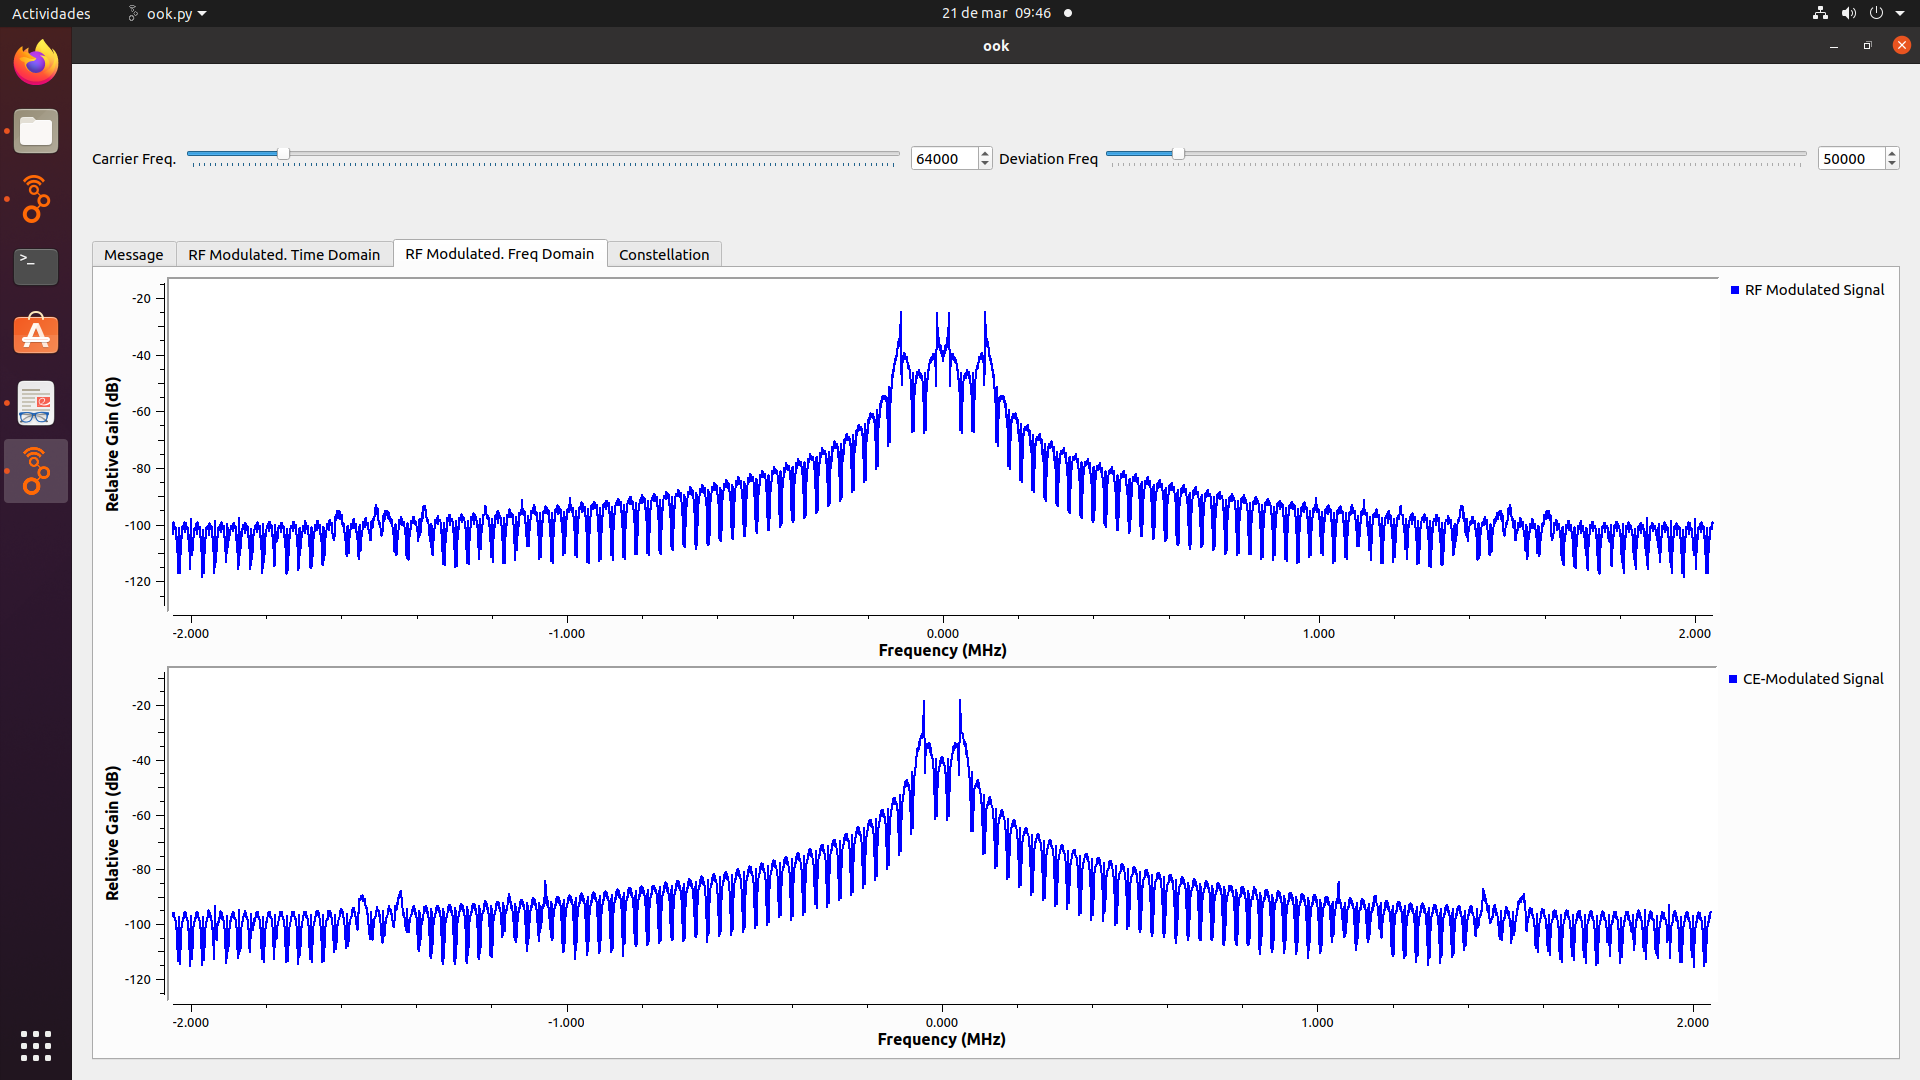 Actividades ook.py 21 de mar 09:46
ook
Carrier Freq. 64000 Deviation Freq 50000
Message RF Modulated. Time Domain RF Modulated. Freq Domain Constellation
RF Modulated Signal
Relative Gain (dB)
-20
-40
-60
-80
-100
-120
-2.000 -1.000 0.000 1.000 2.000
Frequency (MHz)
CE-Modulated Signal
Relative Gain (dB)
-20
-40
-60
-80
-100
-120
-2.000 -1.000 0.000 1.000 2.000
Frequency (MHz)